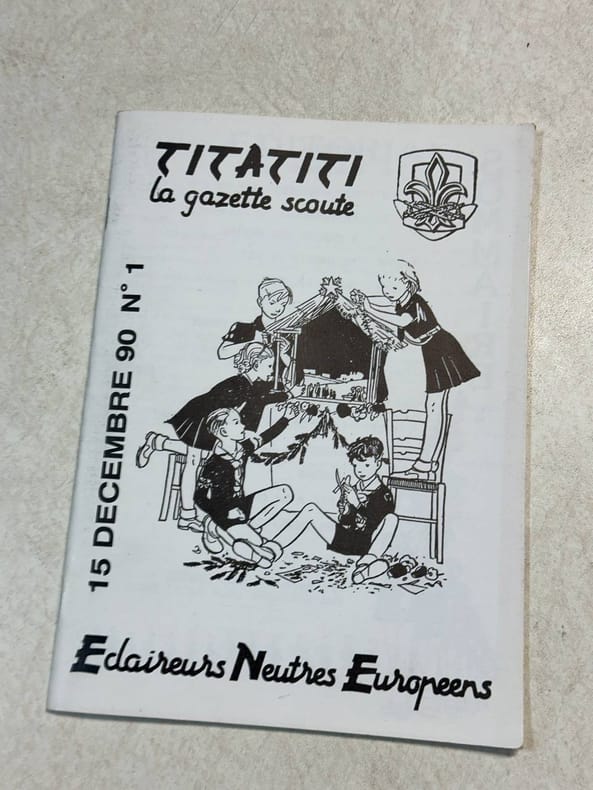 TITATITI
la gazette scoute
15 DECEMBRE 90 N° 1
Eclaireurs Neutres Europeens